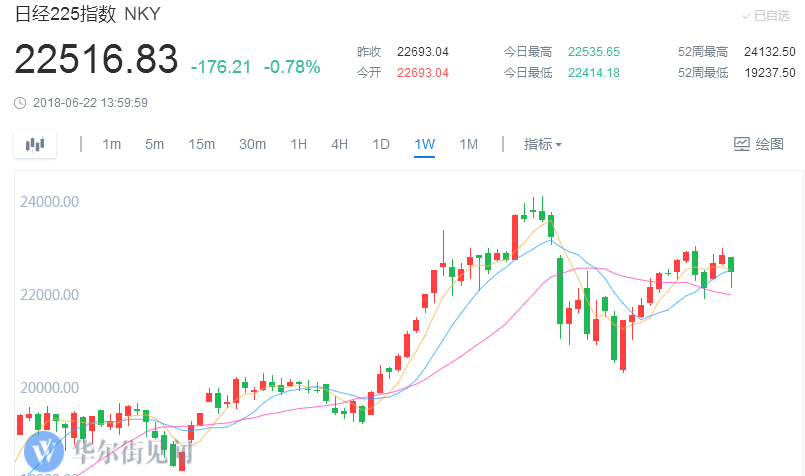 日经225指数 NKY
✓ 已自选
22516.83 -176.21 -0.78%
昨收 22693.04 今日最高 22535.65 52周最高 24132.50
今开 22693.04 今日最低 22414.18 52周最低 19237.50
2018-06-22 13:59:59
1m 5m 15m 30m 1H 4H 1D 1W 1M 指标 绘图
24000.00
22000.00
20000.00
华尔街见闻